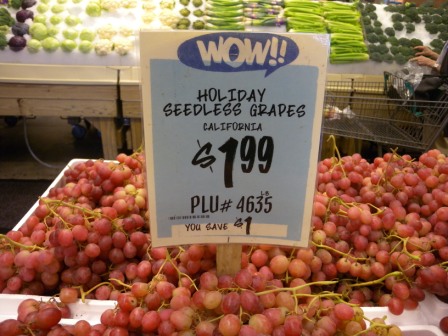 WOW!!
HOLIDAY
SEEDLESS GRAPES
CALIFORNIA
$1.99
LB
PLU# 4635
YOU SAVE $1